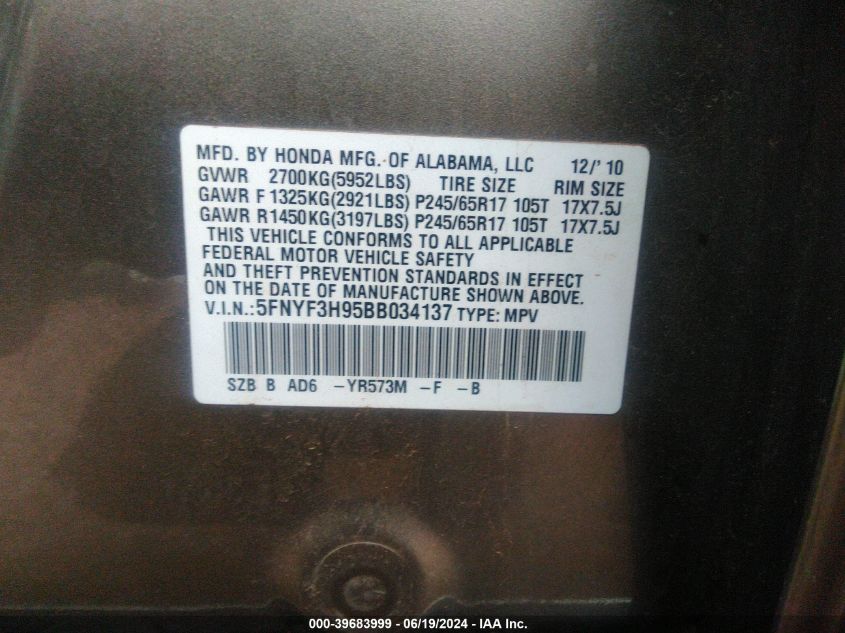 MFD. BY HONDA MFG. OF ALABAMA, LLC 12/'10
GVWR 2700KG(5952LBS) TIRE SIZE RIM SIZE
GAWR F 1325KG(2921LBS) P245/65R17 105T 17X7.5J
GAWR R1450KG(3197LBS) P245/65R17 105T 17X7.5J
THIS VEHICLE CONFORMS TO ALL APPLICABLE
FEDERAL MOTOR VEHICLE SAFETY
AND THEFT PREVENTION STANDARDS IN EFFECT
ON THE DATE OF MANUFACTURE SHOWN ABOVE.
V.I.N.:5FNYF3H95BB034137 TYPE: MPV
SZB B AD6 -YR573M -F -B
000-39683999 - 06/19/2024 - IAA Inc.